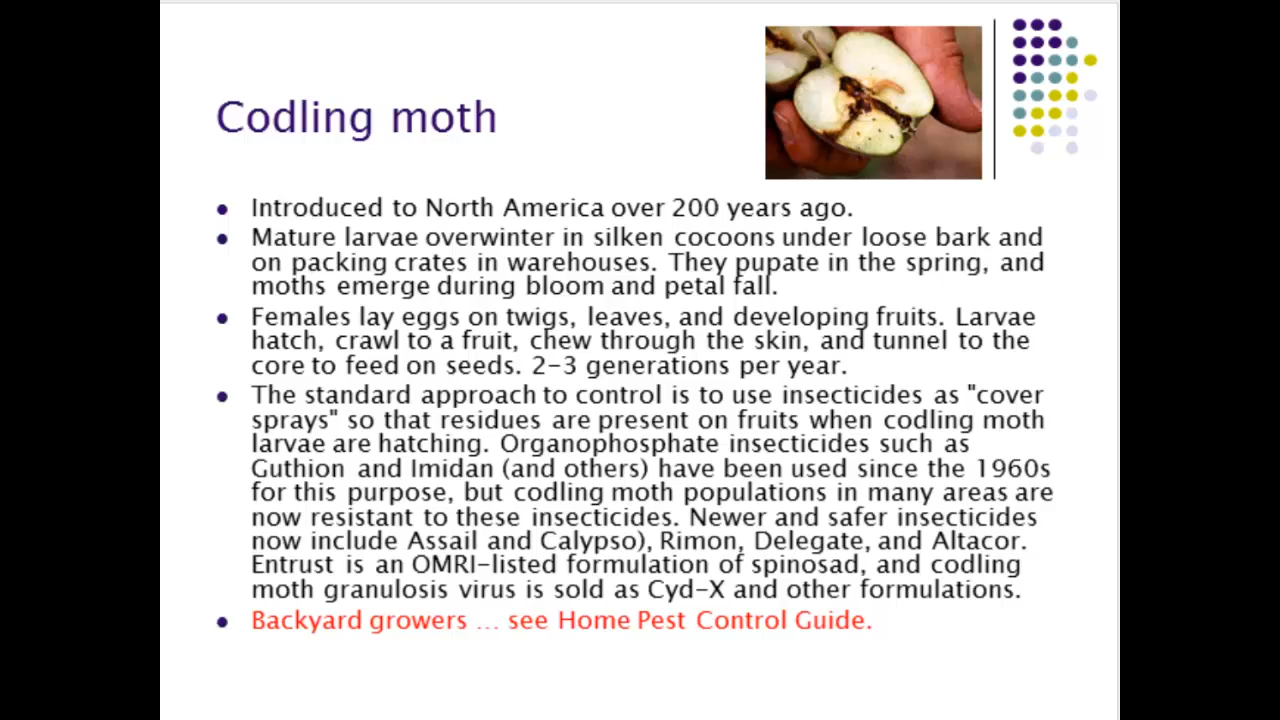 Codling moth
Introduced to North America over 200 years ago.
Mature larvae overwinter in silken cocoons under loose bark and
on packing crates in warehouses. They pupate in the spring, and
moths emerge during bloom and petal fall.
Females lay eggs on twigs, leaves, and developing fruits. Larvae
hatch, crawl to a fruit, chew through the skin, and tunnel to the
core to feed on seeds. 2-3 generations per year.
The standard approach to control is to use insecticides as "cover
sprays" so that residues are present on fruits when codling moth
larvae are hatching. Organophosphate insecticides such as
Guthion and Imidan (and others) have been used since the 1960s
for this purpose, but codling moth populations in many areas are
now resistant to these insecticides. Newer and safer insecticides
now include Assail and Calypso), Rimon, Delegate, and Altacor.
Entrust is an OMRI-listed formulation of spinosad, and codling
moth granulosis virus is sold as Cyd-X and other formulations.
Backyard growers ... see Home Pest Control Guide.